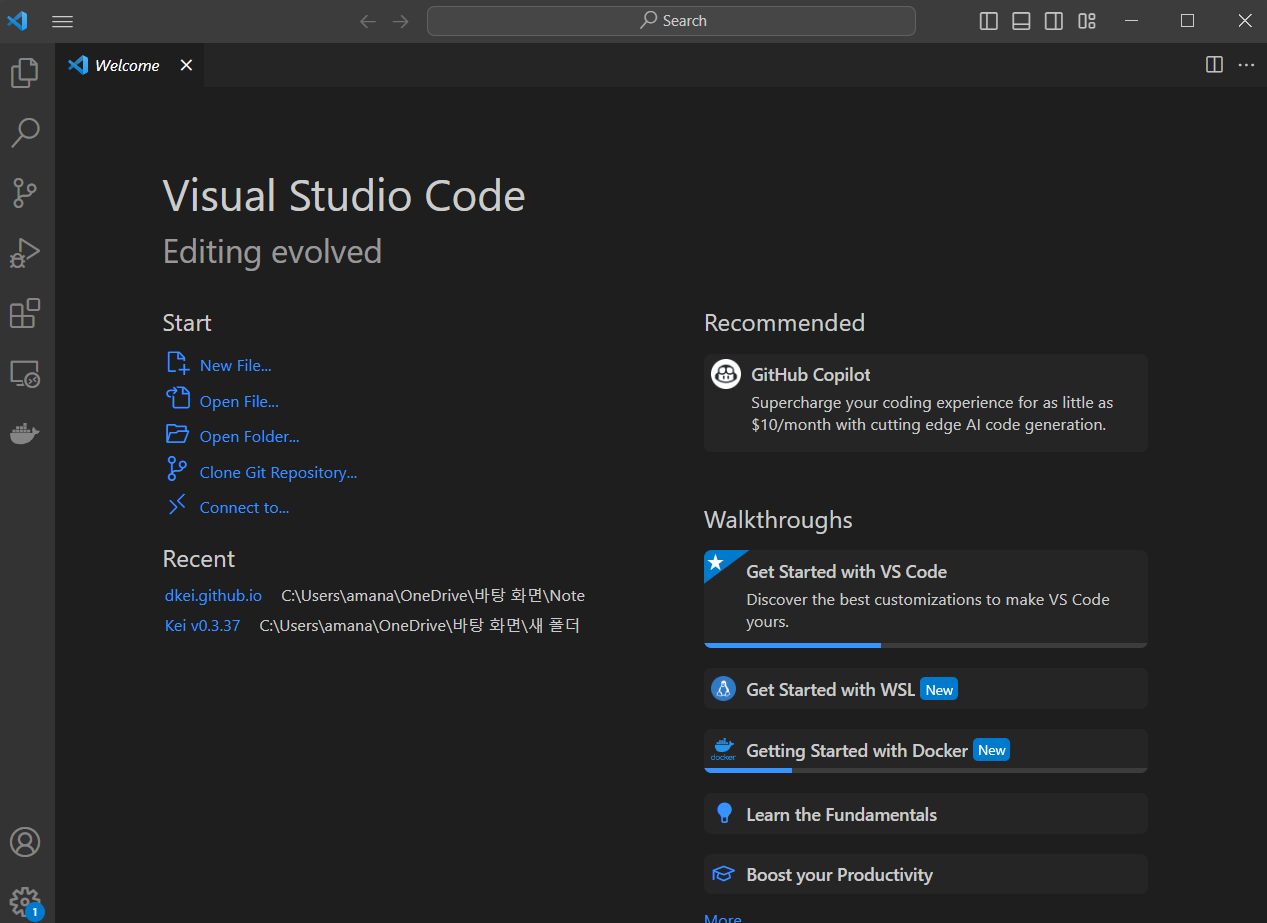 Search
Welcome
Visual Studio Code
Editing evolved
Start
New File...
Open File...
Open Folder...
Clone Git Repository...
Connect to...
Recent
dkei.github.io C:\Users\amana\OneDrive\바탕 화면\Note
Kei v0.3.37 C:\Users\amana\OneDrive\바탕 화면\새 폴더
Recommended
GitHub Copilot
Supercharge your coding experience for as little as
$10/month with cutting edge AI code generation.
Walkthroughs
Get Started with VS Code
Discover the best customizations to make VS Code
yours.
Get Started with WSL New
docker
Getting Started with Docker New
Learn the Fundamentals
Boost your Productivity
More
1